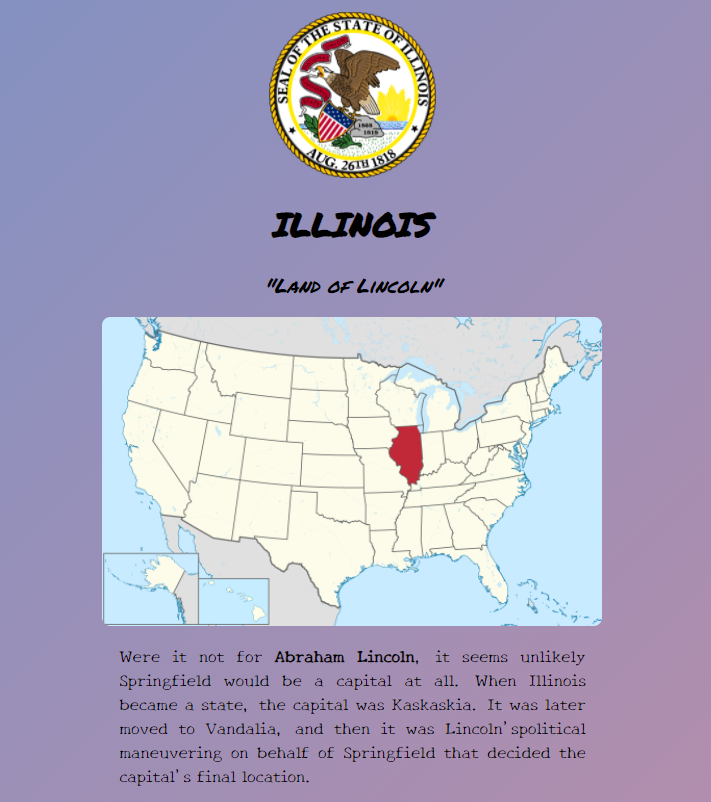 SEAL OF THE STATE OF ILLINOIS
1868
1818
AUG. 26TH 1818
ILLINOIS
"Land of Lincoln"
Were it not for Abraham Lincoln, it seems unlikely
Springfield would be a capital at all. When Illinois
became a state, the capital was Kaskaskia. It was later
moved to Vandalia, and then it was Lincoln'spolitical
maneuvering on behalf of Springfield that decided the
capital's final location.